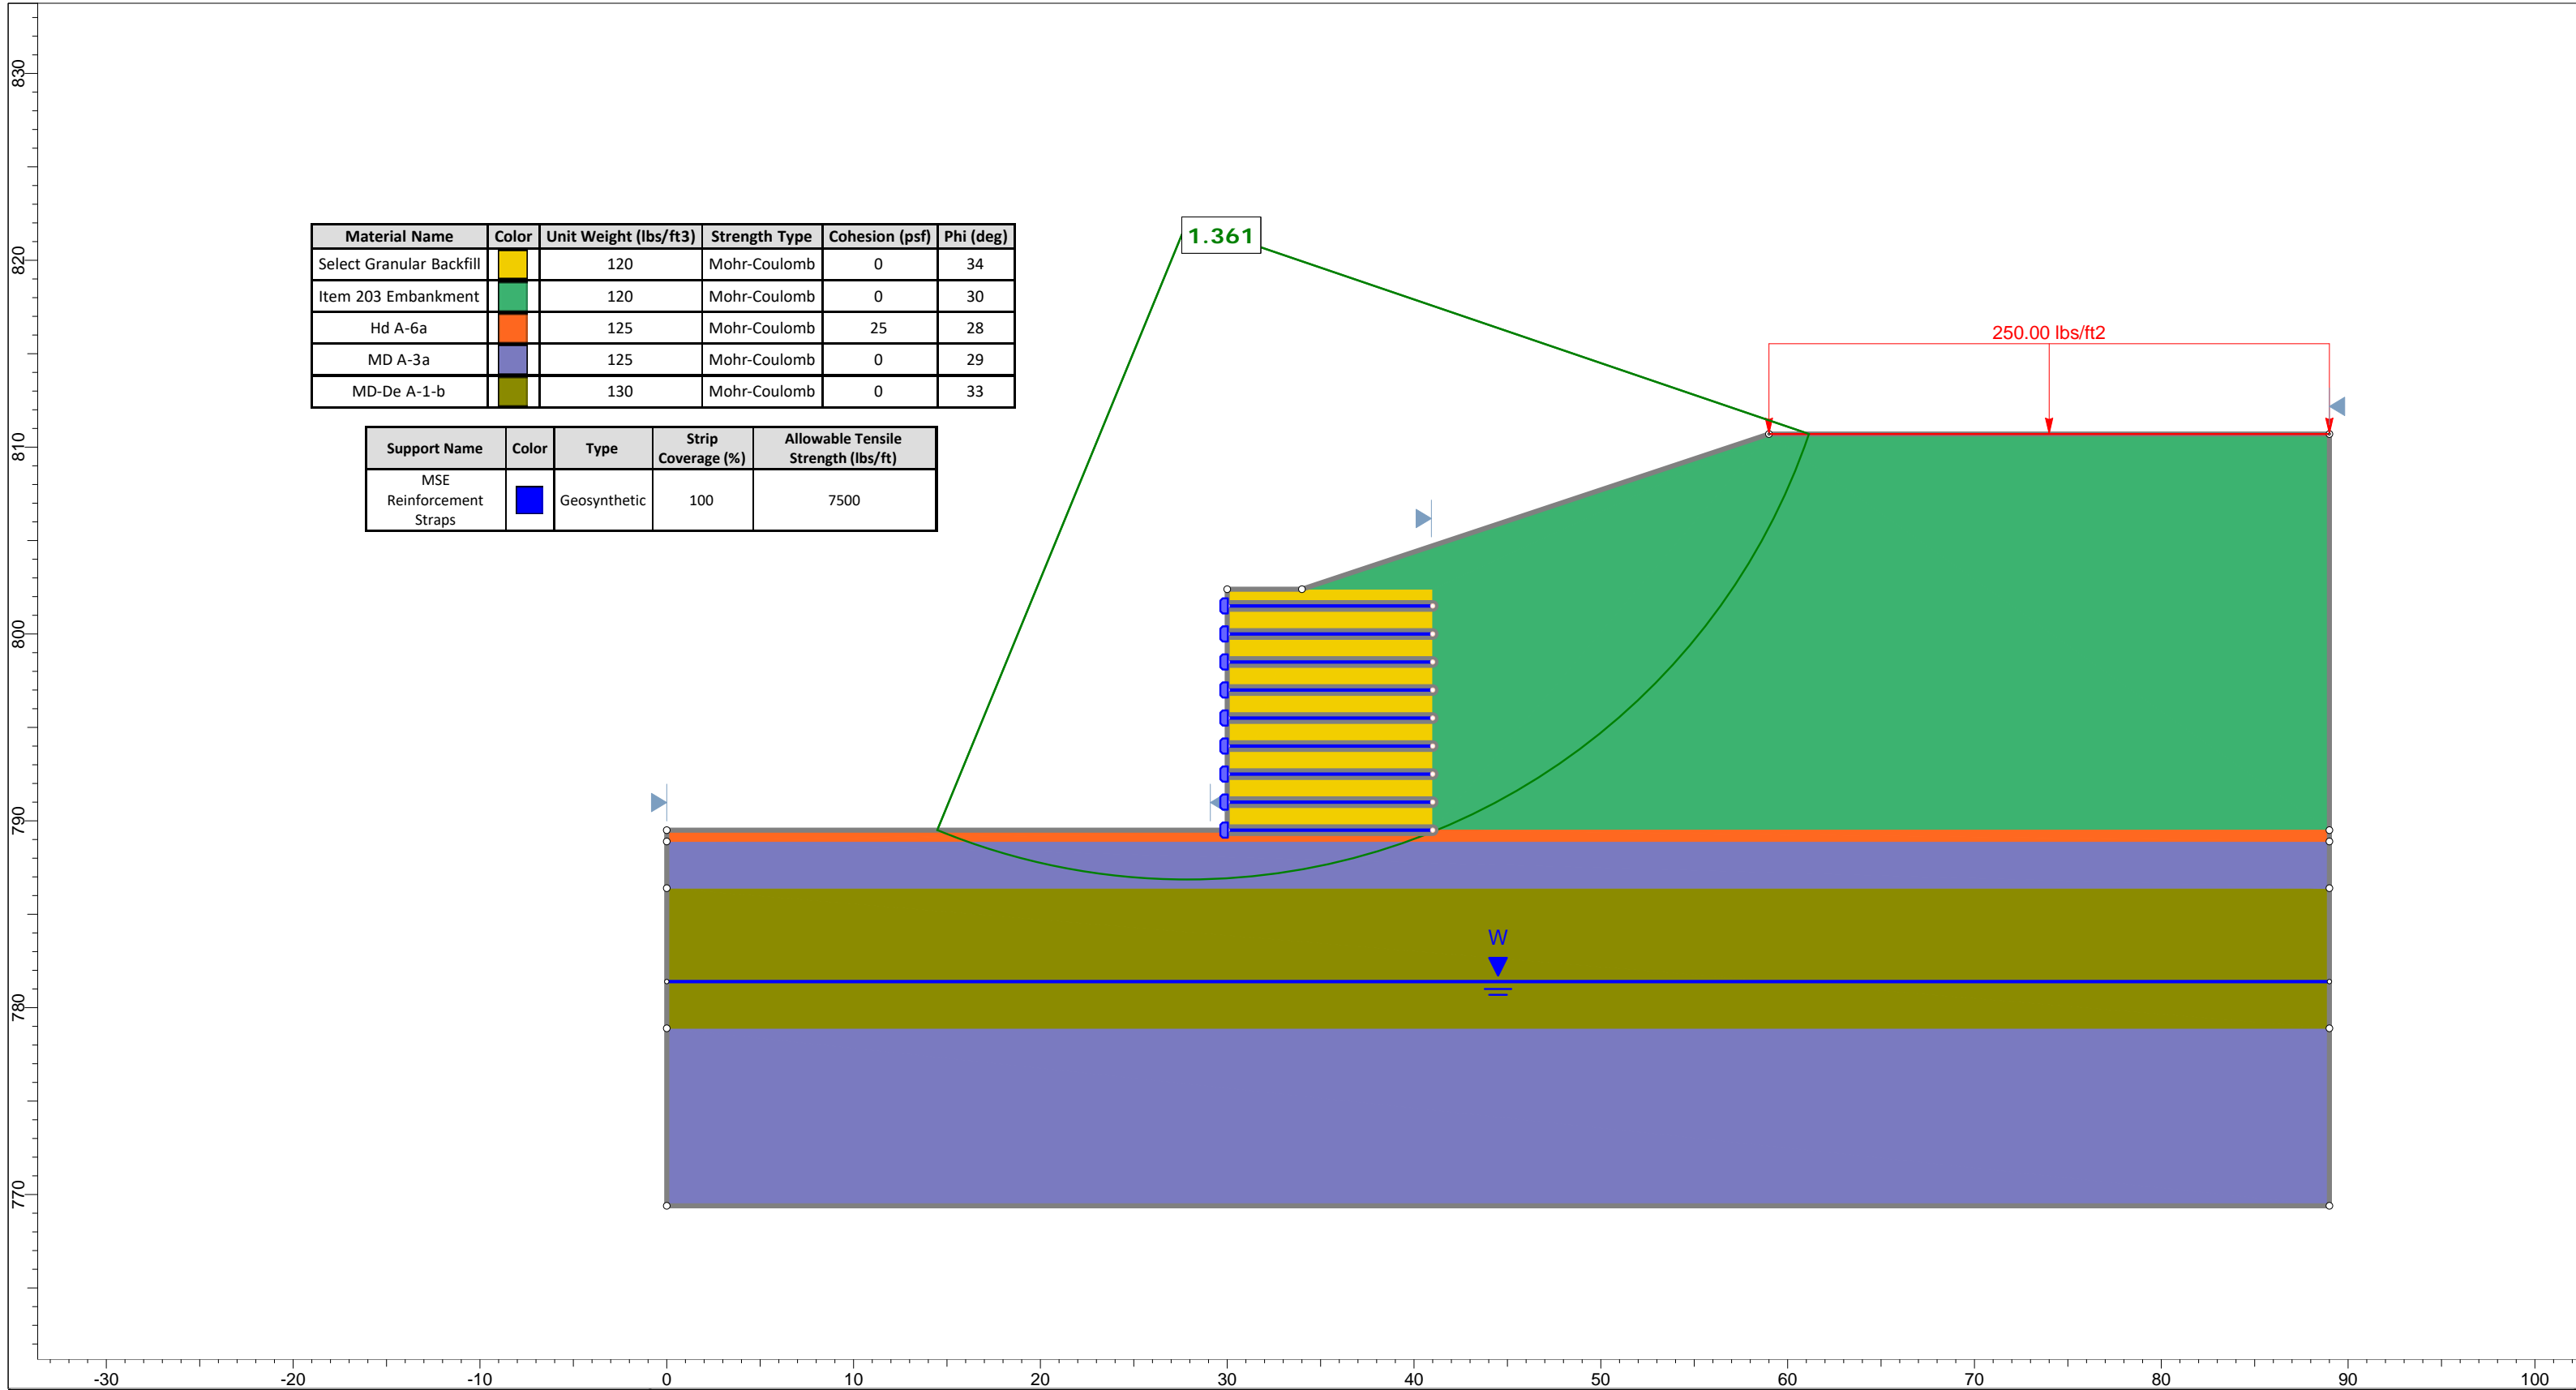 830
820
810
800
790
780
770
1.361
Material Name Color Unit Weight (lbs/ft3) Strength Type Cohesion (psf) Phi (deg)
Select Granular Backfill 120 Mohr-Coulomb 0 34
Item 203 Embankment 120 Mohr-Coulomb 0 30
Hd A-6a 125 Mohr-Coulomb 25 28
MD A-3a 125 Mohr-Coulomb 0 29
MD-De A-1-b 130 Mohr-Coulomb 0 33
250.00 lbs/ft2
Support Name Color Type Strip Coverage (%) Allowable Tensile Strength (lbs/ft)
MSE Reinforcement Straps Geosynthetic 100 7500
W
-30 -20 -10 0 10 20 30 40 50 60 70 80 90 100